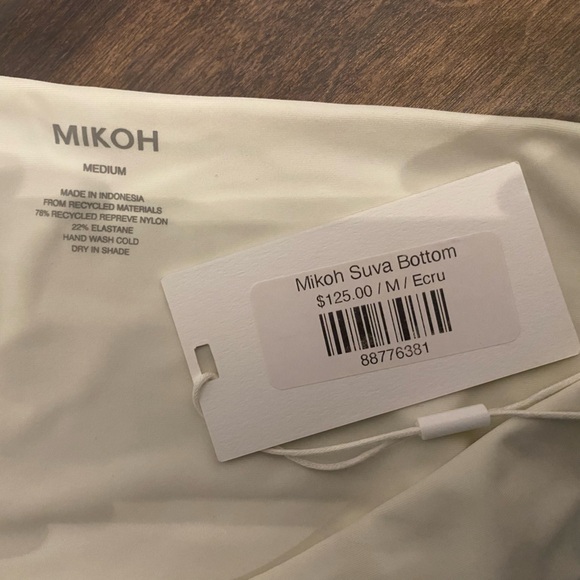 MIKOH
MEDIUM
MADE IN INDONESIA
FROM RECYCLED MATERIALS
78% RECYCLED REPREVE NYLON
22% ELASTANE
HAND WASH COLD
DRY IN SHADE
Mikoh Suva Bottom
$125.00 / M / Ecru
88776381